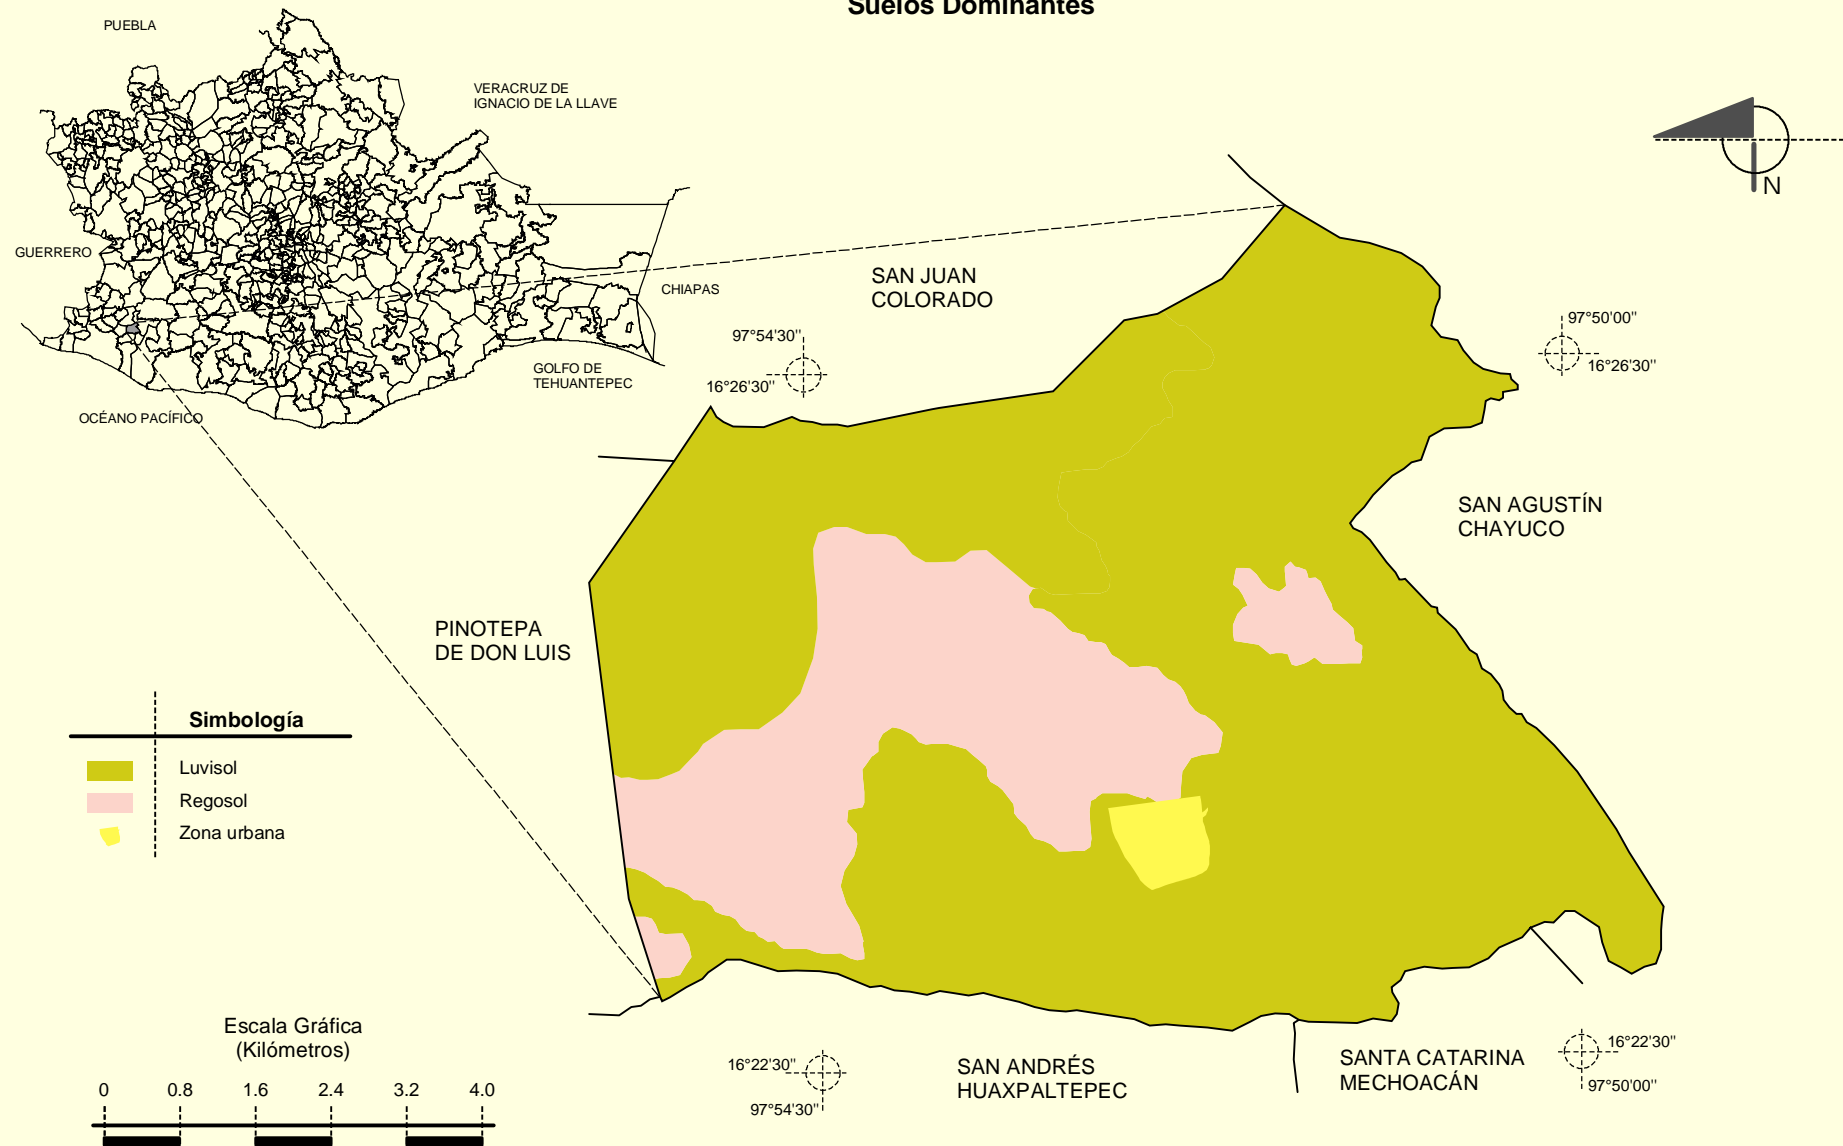 Suelos Dominantes
PUEBLA
VERACRUZ DE
IGNACIO DE LA LLAVE
GUERRERO
CHIAPAS
GOLFO DE
TEHUANTEPEC
OCÉANO PACÍFICO
N
SAN JUAN
COLORADO
97°54'30"
16°26'30"
97°50'00"
16°26'30"
SAN AGUSTÍN
CHAYUCO
PINOTEPA
DE DON LUIS
Simbología
Luvisol
Regosol
Zona urbana
Escala Gráfica
(Kilómetros)
0 0.8 1.6 2.4 3.2 4.0
16°22'30"
97°54'30"
SAN ANDRÉS
HUAXPALTEPEC
SANTA CATARINA
MECHOACÁN
16°22'30"
97°50'00"